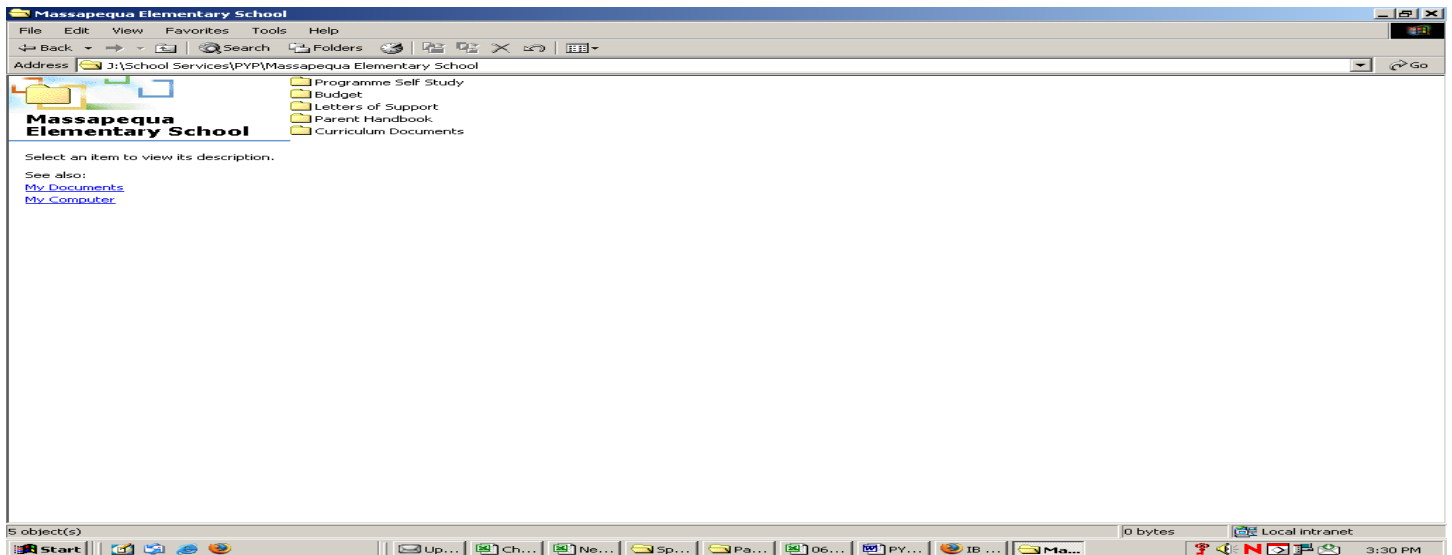 Massapequa Elementary School
File Edit View Favorites Tools Help
Back Search Folders
Address J:\School Services\PYP\Massapequa Elementary School Go
Programme Self Study
Budget
Letters of Support
Parent Handbook
Curriculum Documents
Massapequa
Elementary School
Select an item to view its description.
See also:
My Documents
My Computer
5 object(s) 0 bytes Local intranet
Start Up... Ch... Ne... Sp... Pa... 06... PY... IB ... Ma... 3:30 PM